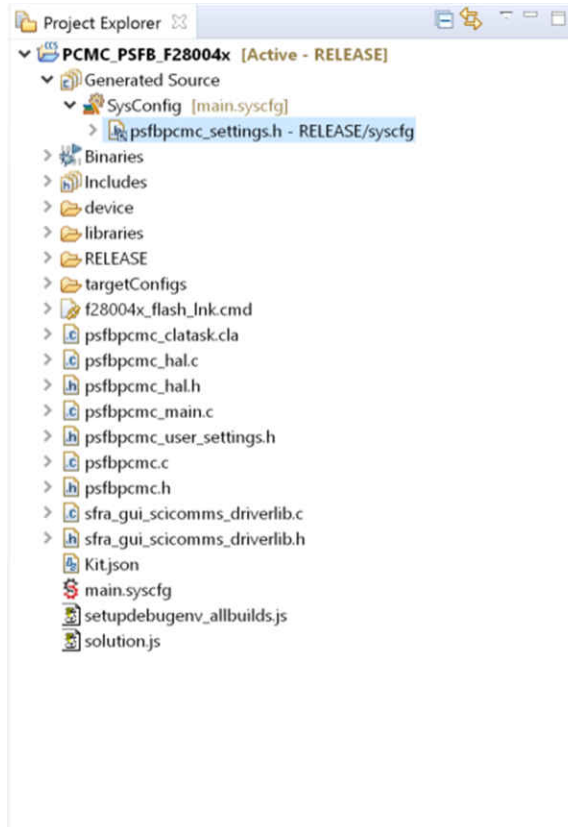 Project Explorer
PCMC_PSFB_F28004x [Active - RELEASE]
Generated Source
SysConfig [main.syscfg]
psfbpcmc_settings.h - RELEASE/syscfg
Binaries
Includes
device
libraries
RELEASE
targetConfigs
f28004x_flash_lnk.cmd
psfbpcmc_clatask.cla
psfbpcmc_hal.c
psfbpcmc_hal.h
psfbpcmc_main.c
psfbpcmc_user_settings.h
psfbpcmc.c
psfbpcmc.h
sfra_gui_scicomms_driverlib.c
sfra_gui_scicomms_driverlib.h
Kit.json
main.syscfg
setupdebugenv_allbuilds.js
solution.js